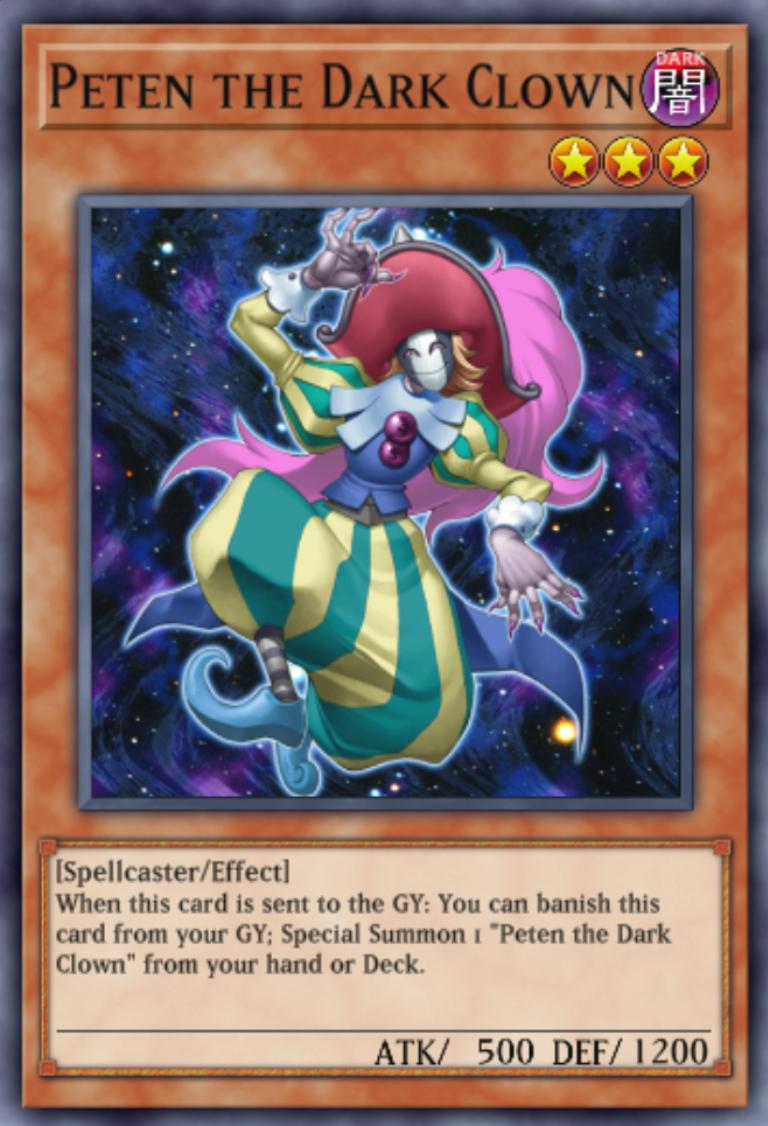 PETEN THE DARK CLOWN
DARK
闇
[Spellcaster/Effect]
When this card is sent to the GY: You can banish this
card from your GY; Special Summon 1 "Peten the Dark
Clown" from your hand or Deck.
ATK/ 500 DEF/ 1200